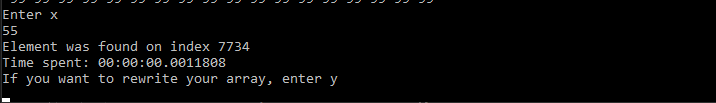 Enter x
55
Element was found on index 7734
Time spent: 00:00:00.0011808
If you want to rewrite your array, enter y